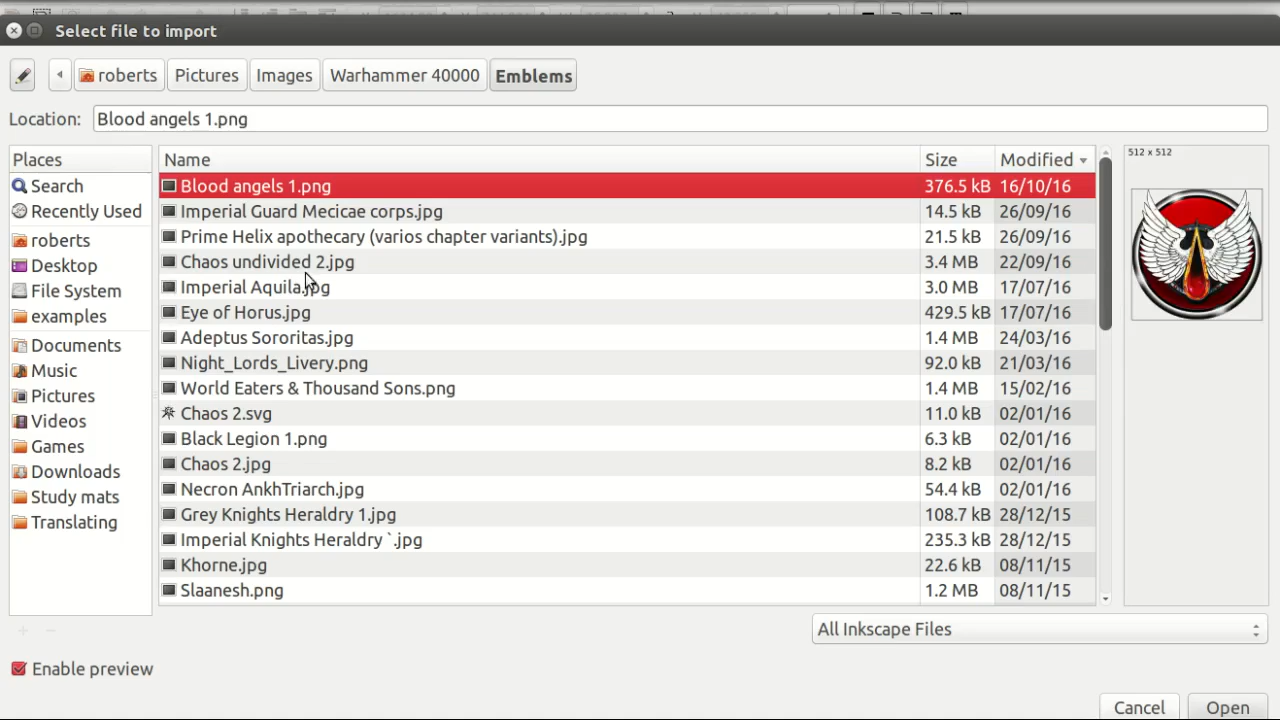 Select file to import
roberts Pictures Images Warhammer 40000 Emblems
Location: Blood angels 1.png
Places
Search
Recently Used
roberts
Desktop
File System
examples
Documents
Music
Pictures
Videos
Games
Downloads
Study mats
Translating
Name Size Modified
Blood angels 1.png 376.5 kB 16/10/16
Imperial Guard Mecicae corps.jpg 14.5 kB 26/09/16
Prime Helix apothecary (varios chapter variants).jpg 21.5 kB 26/09/16
Chaos undivided 2.jpg 3.4 MB 22/09/16
Imperial Aquila.jpg 3.0 MB 17/07/16
Eye of Horus.jpg 429.5 kB 17/07/16
Adeptus Sororitas.jpg 1.4 MB 24/03/16
Night_Lords_Livery.png 92.0 kB 21/03/16
World Eaters & Thousand Sons.png 1.4 MB 15/02/16
Chaos 2.svg 11.0 kB 02/01/16
Black Legion 1.png 6.3 kB 02/01/16
Chaos 2.jpg 8.2 kB 02/01/16
Necron AnkhTriarch.jpg 54.4 kB 02/01/16
Grey Knights Heraldry 1.jpg 108.7 kB 28/12/15
Imperial Knights Heraldry `.jpg 235.3 kB 28/12/15
Khorne.jpg 22.6 kB 08/11/15
Slaanesh.png 1.2 MB 08/11/15
512 x 512
All Inkscape Files
Enable preview
Cancel Open